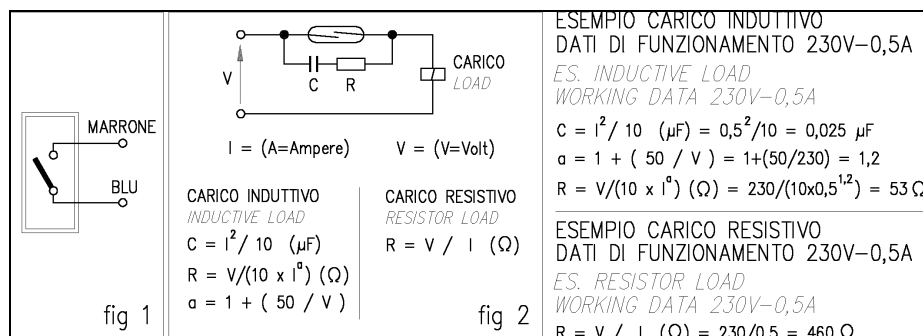 MARRONE
BLU
fig 1
V
C
R
CARICO
LOAD
I = (A=Ampere)
V = (V=Volt)
CARICO INDUTTIVO
INDUCTIVE LOAD
C = I²/ 10 (µF)
R = V/(10 x Iᵃ) (Ω)
a = 1 + ( 50 / V )
CARICO RESISTIVO
RESISTOR LOAD
R = V / I (Ω)
fig 2
ESEMPIO CARICO INDUTTIVO
DATI DI FUNZIONAMENTO 230V–0,5A
ES. INDUCTIVE LOAD
WORKING DATA 230V–0,5A
C = I²/ 10 (µF) = 0,5²/10 = 0,025 µF
a = 1 + ( 50 / V ) = 1+(50/230) = 1,2
R = V/(10 x Iᵃ) (Ω) = 230/(10x0,5¹,²) = 53 Ω
ESEMPIO CARICO RESISTIVO
DATI DI FUNZIONAMENTO 230V–0,5A
ES. RESISTOR LOAD
WORKING DATA 230V–0,5A
R = V / I (Ω) = 230/0,5 = 460 Ω